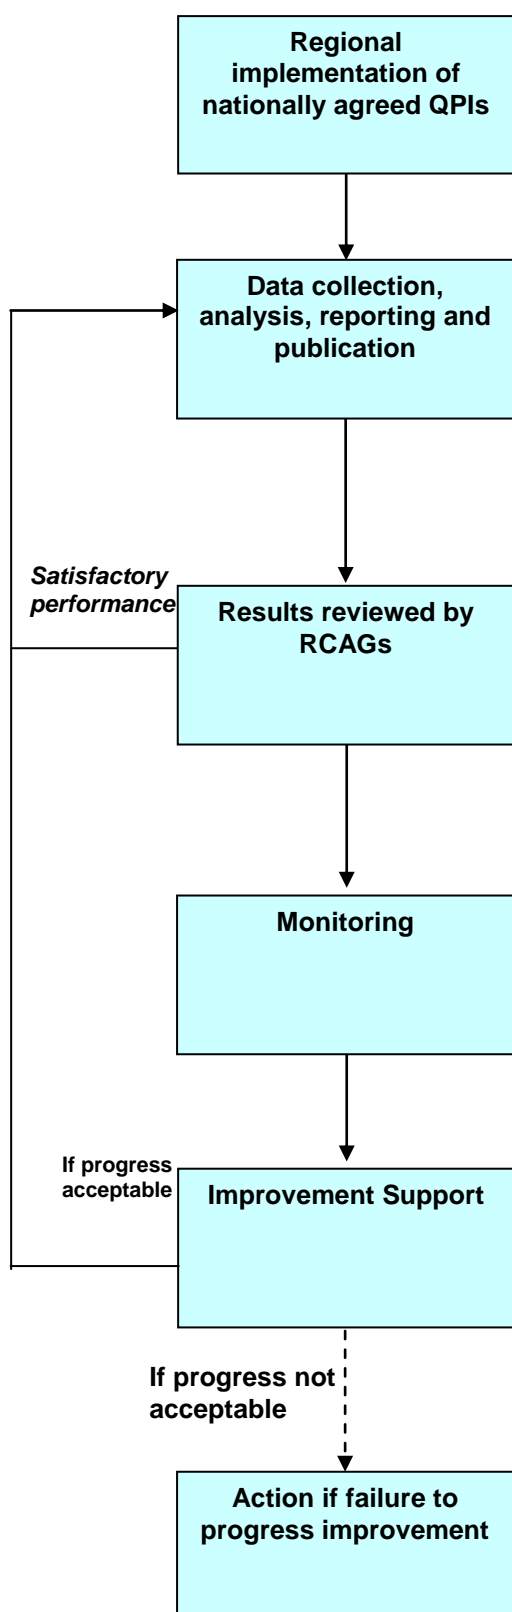 Regional
implementation of
nationally agreed QPIs
Data collection,
analysis, reporting and
publication
Satisfactory
performance
Results reviewed by
RCAGs
Monitoring
If progress
acceptable
Improvement Support
If progress not
acceptable
Action if failure to
progress improvement